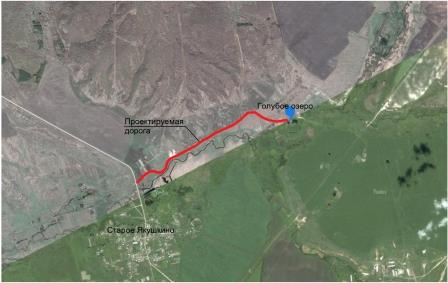 Голубое озеро
Проектируемая
дорога
Старое Якушкино